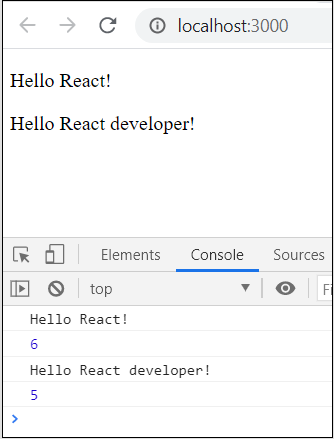 localhost:3000
Hello React!
Hello React developer!
Elements Console Sources
top
Hello React!
6
Hello React developer!
5